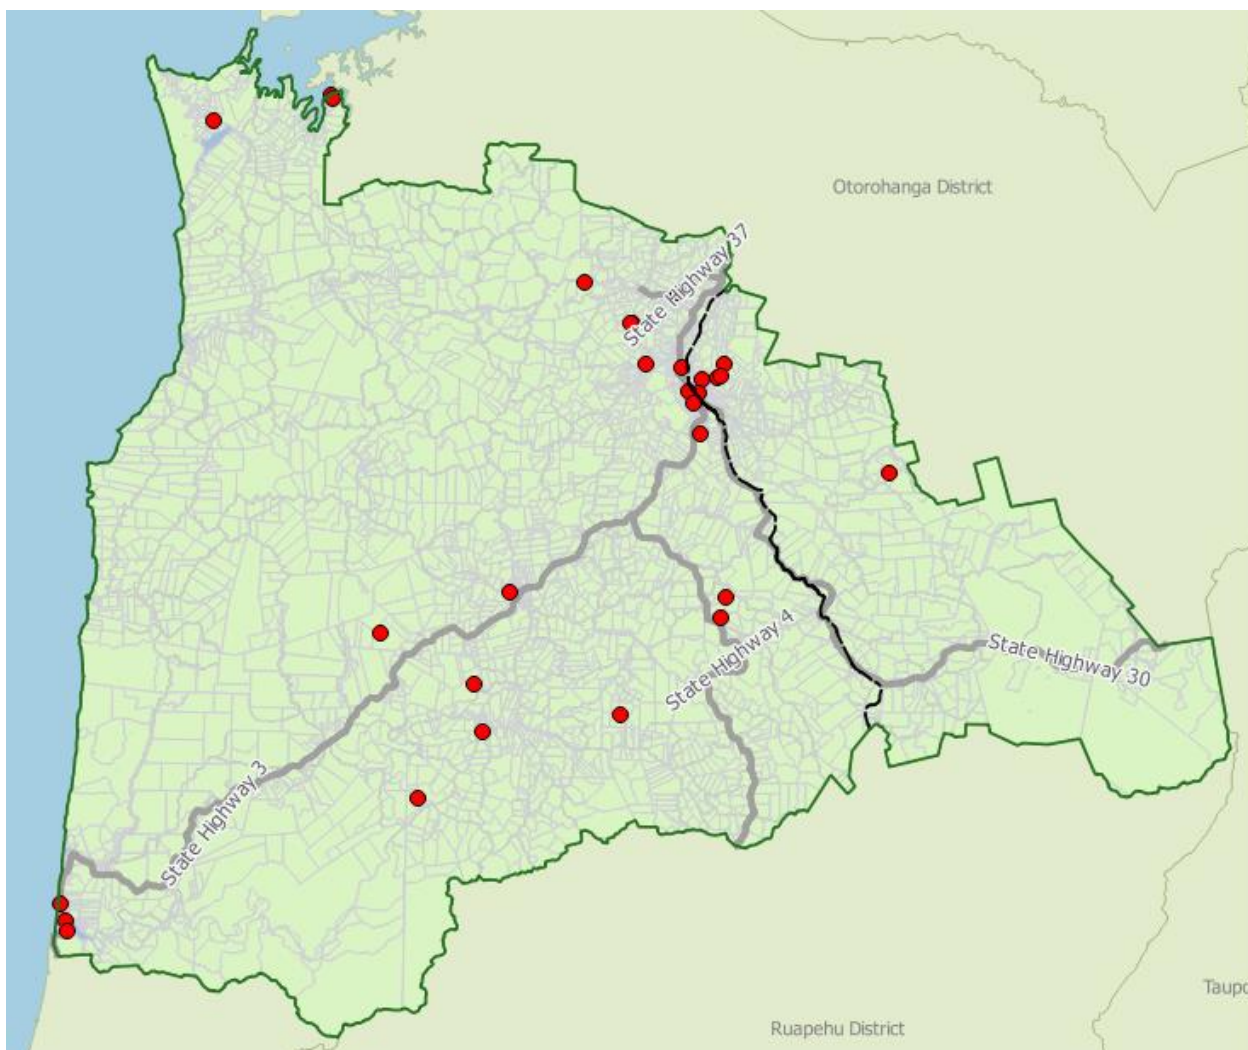 Otorohanga District
State Highway 37
State Highway 4
State Highway 30
State Highway 3
Taupo
Ruapehu District